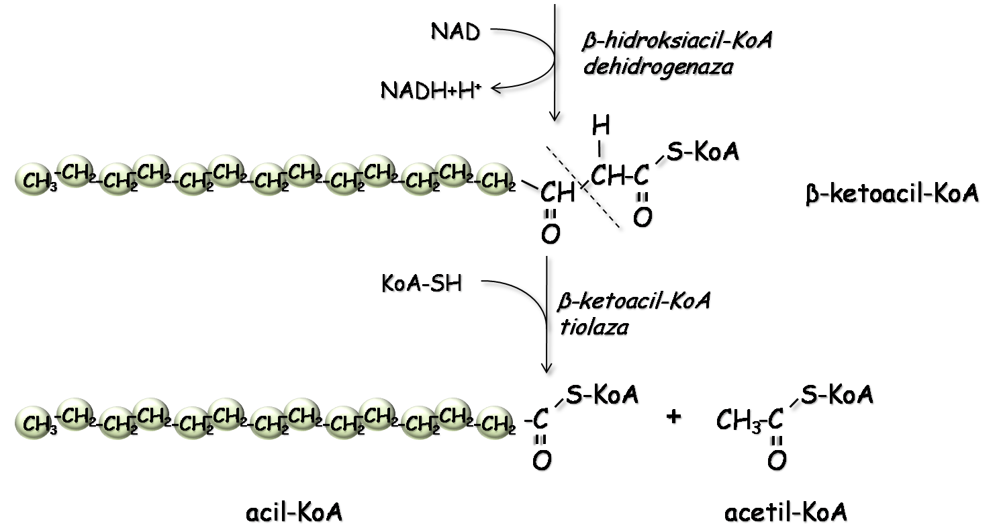 NAD
β-hidroksiacil-KoA
dehidrogenaza
NADH+H⁺
H
S-KoA
CH₃-CH₂-CH₂-CH₂-CH₂-CH₂-CH₂-CH₂-CH₂-CH₂-CH₂-CH₂-CH₂
CH
CH-C
O
O
β-ketoacil-KoA
KoA-SH
β-ketoacil-KoA
tiolaza
CH₃-CH₂-CH₂-CH₂-CH₂-CH₂-CH₂-CH₂-CH₂-CH₂-CH₂-CH₂-CH₂-C
S-KoA
O
+
CH₃-C
S-KoA
O
acil-KoA
acetil-KoA